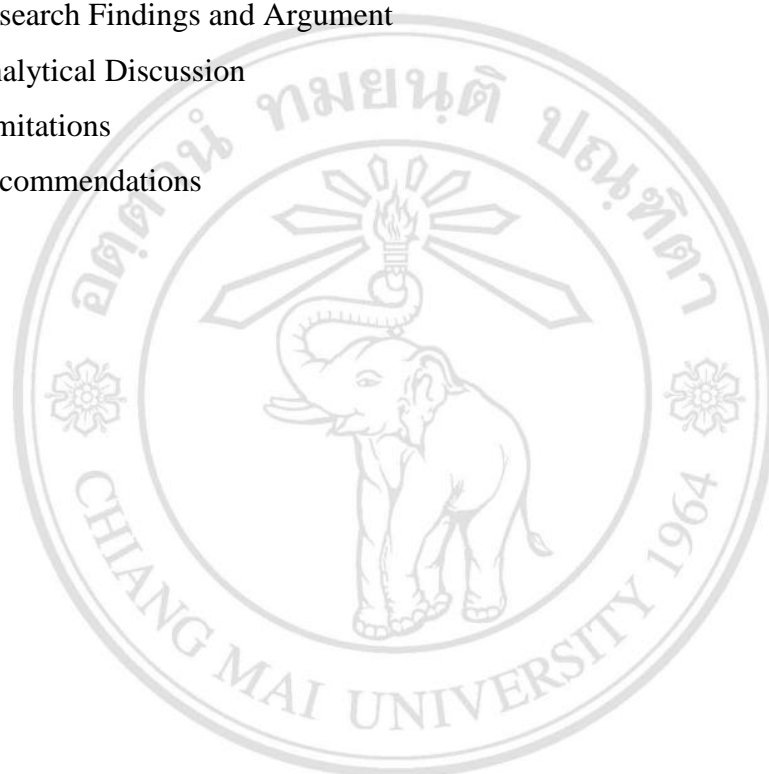 search Findings and Argument
nalytical Discussion
mitations
commendations
อตฺตานํ ทมยนฺติ ปณฺฑิตา
CHIANG MAI UNIVERSITY 1964